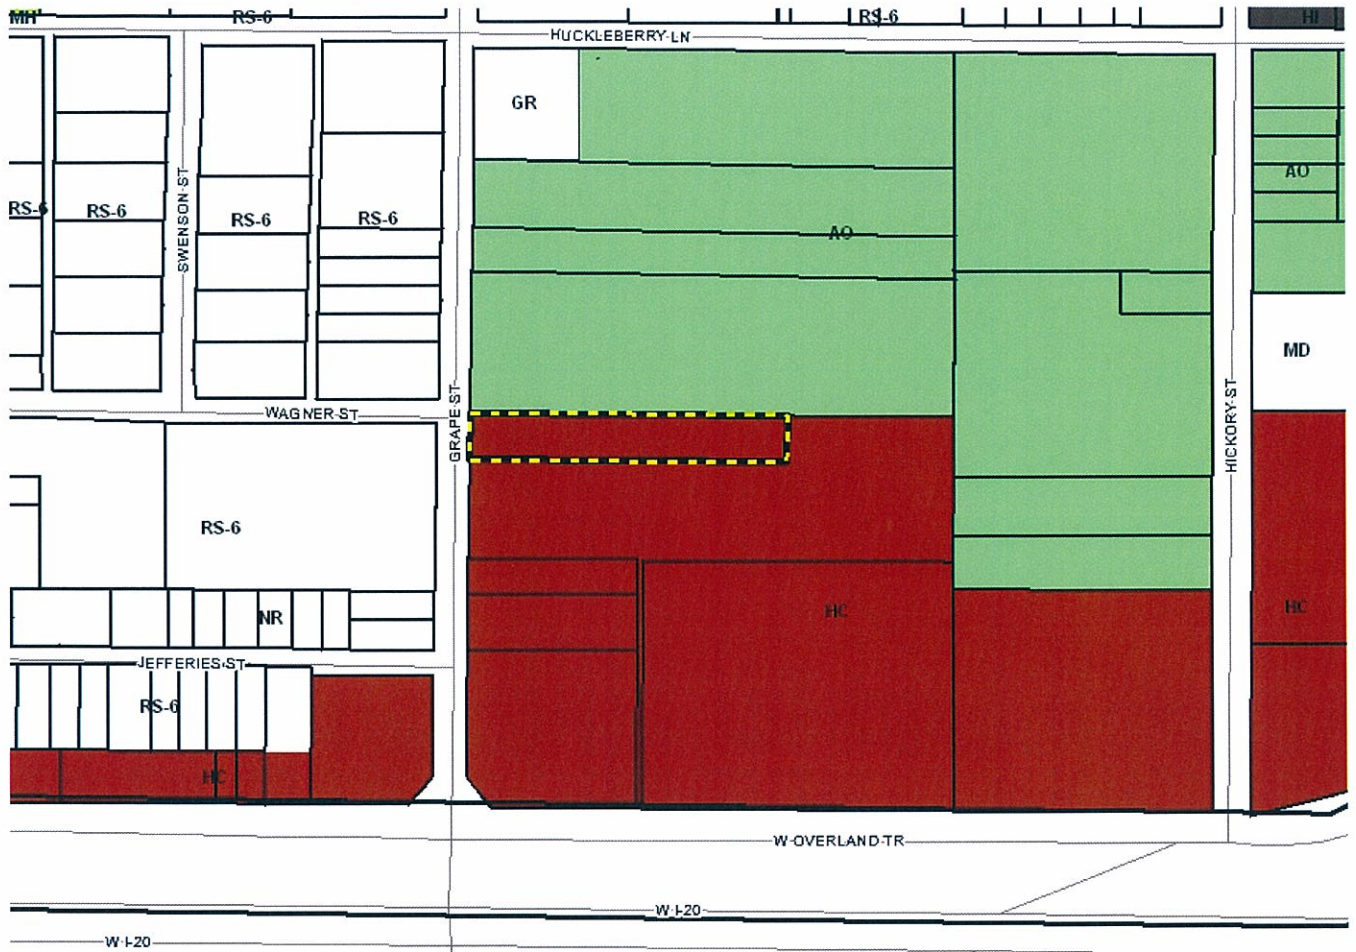 MH
RS-6
RS-6
HI
HUCKLEBERRY LN
GR
SWENSON ST
AO
RS-6
RS-6
RS-6
RS-6
AO
MD
GRAPE ST
HICKORY ST
WAGNER ST
RS-6
HC
HC
NR
JEFFERIES ST
RS-6
HC
W OVERLAND TR
W I-20
W I-20